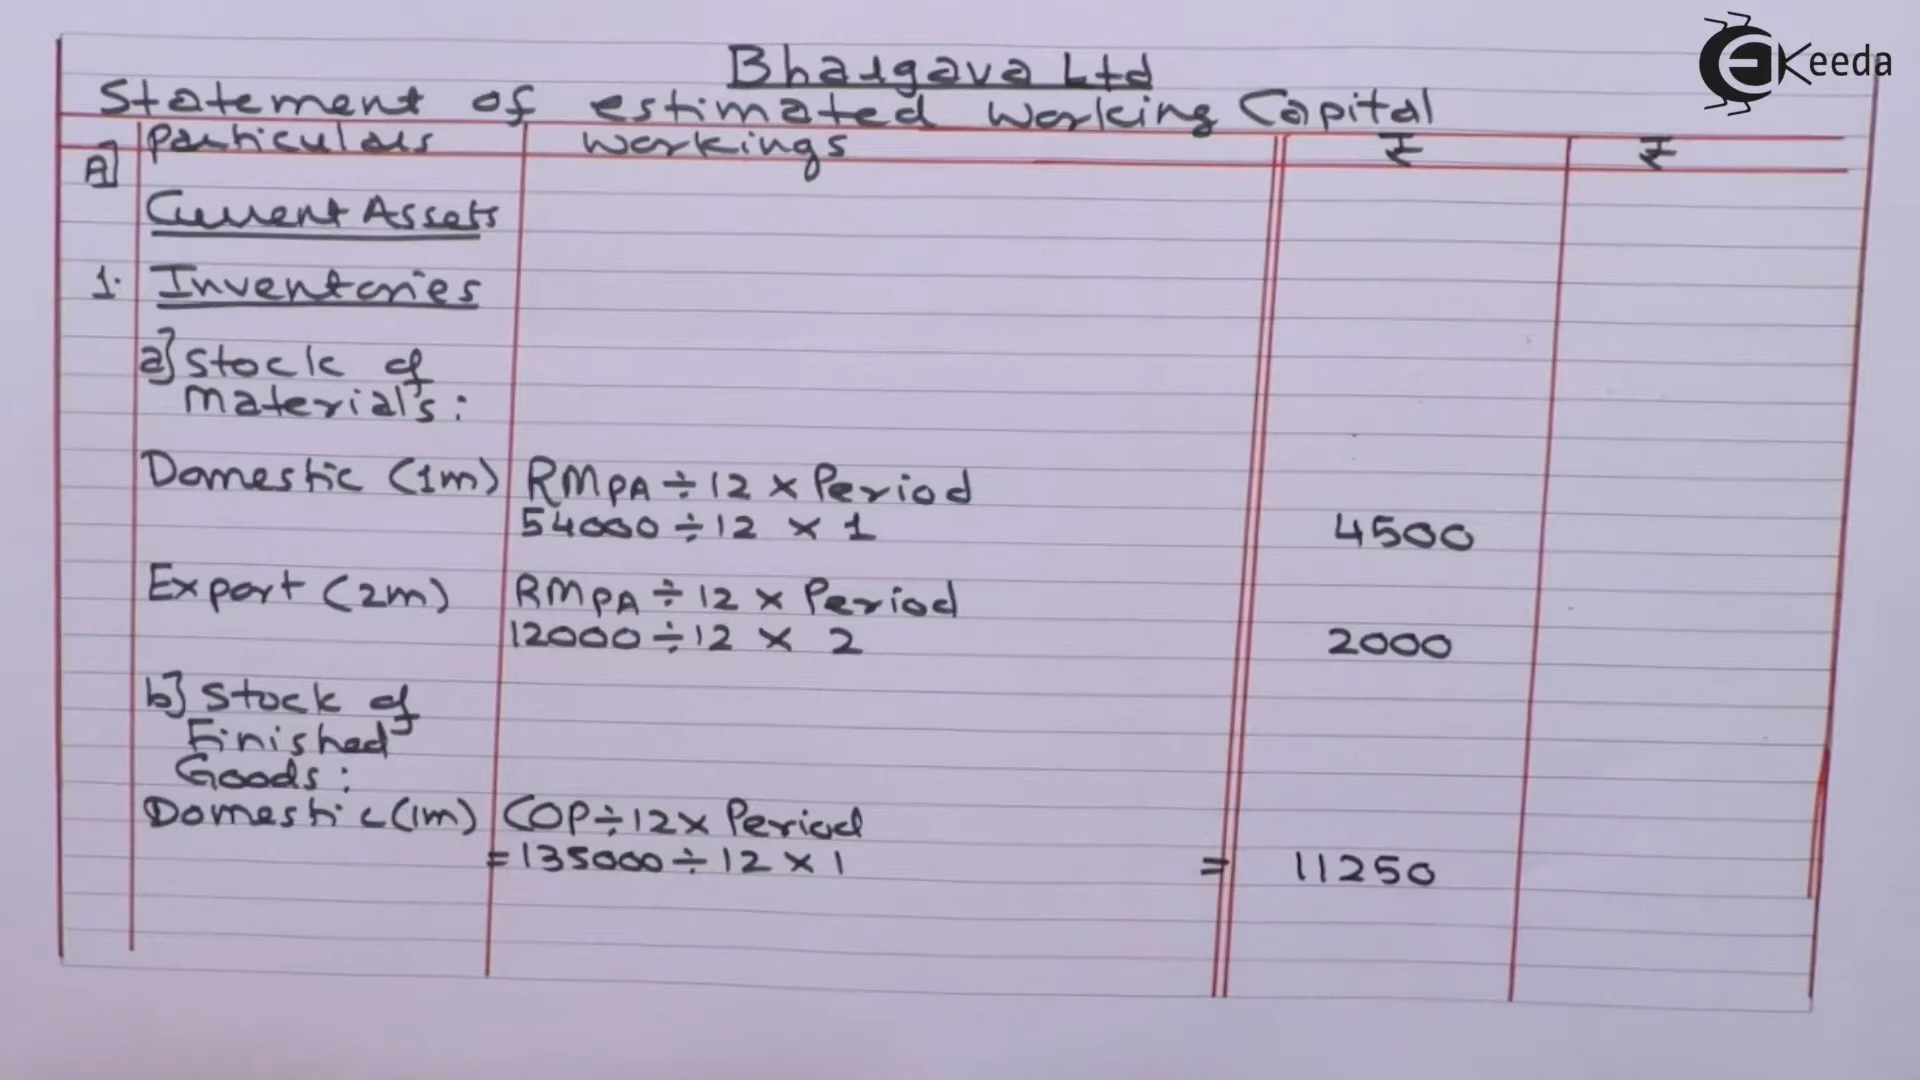 Bhargava Ltd
Keeda
Statement of estimated Working Capital
A] Particulars Workings ₹ ₹
Current Assets
1. Inventories
a] Stock of
Materials:
Domestic (1m) RMPA ÷ 12 × Period
54000 ÷ 12 × 1 4500
Export (2m) RMPA ÷ 12 × Period
12000 ÷ 12 × 2 2000
b] Stock of
Finished
Goods:
Domestic (1m) COP ÷ 12 × Period
= 135000 ÷ 12 × 1 = 11250